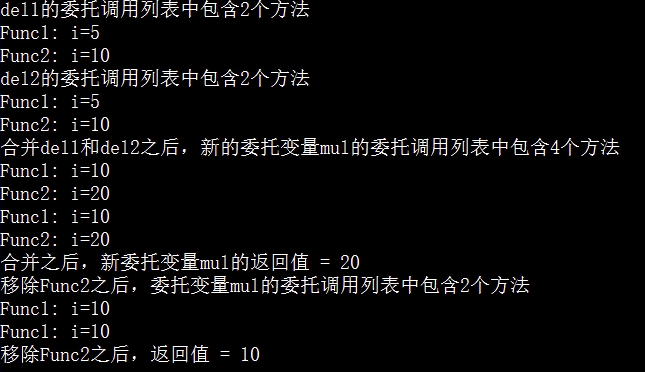 del1的委托调用列表中包含2个方法
Func1: i=5
Func2: i=10
del2的委托调用列表中包含2个方法
Func1: i=5
Func2: i=10
合并del1和del2之后，新的委托变量mul的委托调用列表中包含4个方法
Func1: i=10
Func2: i=20
Func1: i=10
Func2: i=20
合并之后，新委托变量mul的返回值 = 20
移除Func2之后，委托变量mul的委托调用列表中包含2个方法
Func1: i=10
Func1: i=10
移除Func2之后，返回值 = 10